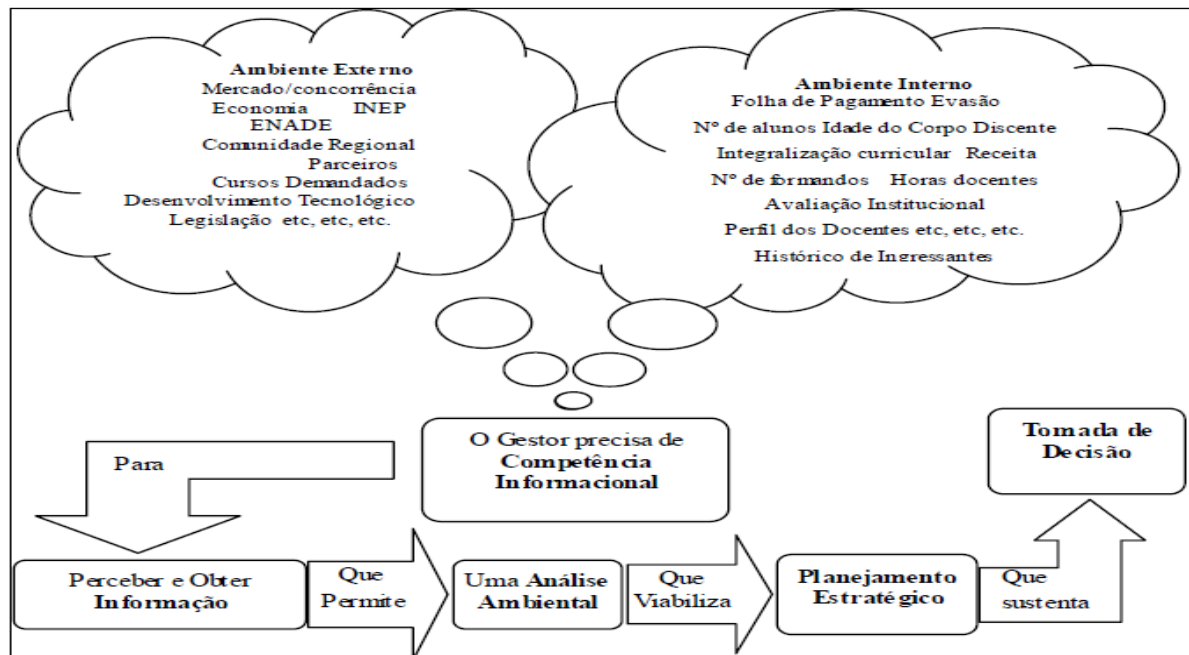 Ambiente Externo
Mercado/concorrência
Economia INEP
ENADE
Comunidade Regional
Parceiros
Cursos Demandados
Desenvolvimento Tecnológico
Legislação etc, etc, etc.
Ambiente Interno
Folha de Pagamento Evasão
Nº de alunos Idade do Corpo Discente
Integralização curricular Receita
Nº de formandos Horas docentes
Avaliação Institucional
Perfil dos Docentes etc, etc, etc.
Histórico de Ingressantes
O Gestor precisa de
Competência
Informacional
Para
Perceber e Obter
Informação
Que
Permite
Uma Análise
Ambiental
Que
Viabiliza
Planejamento
Estratégico
Que
sustenta
Tomada de
Decisão